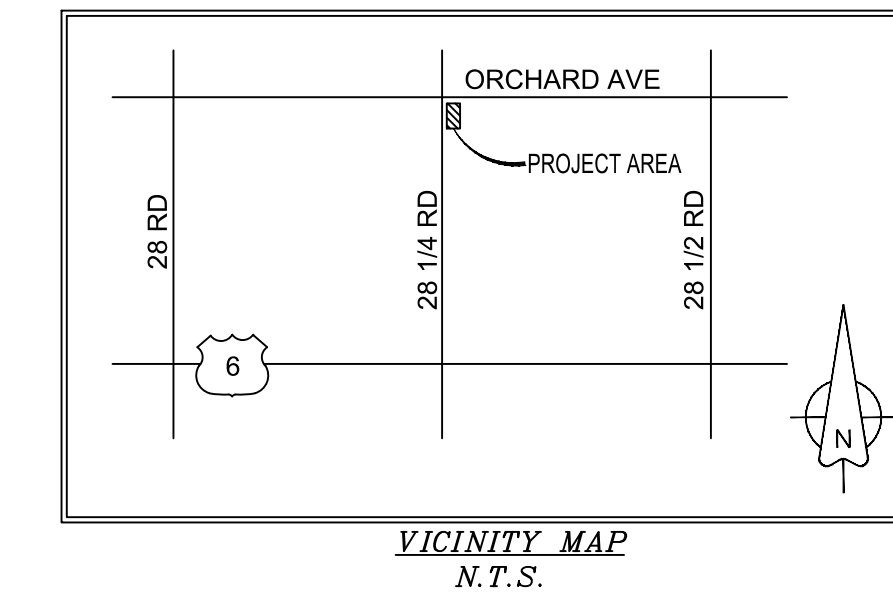 ORCHARD AVE
PROJECT AREA
28 RD
28 1/4 RD
28 1/2 RD
6
N
VICINITY MAP
N.T.S.